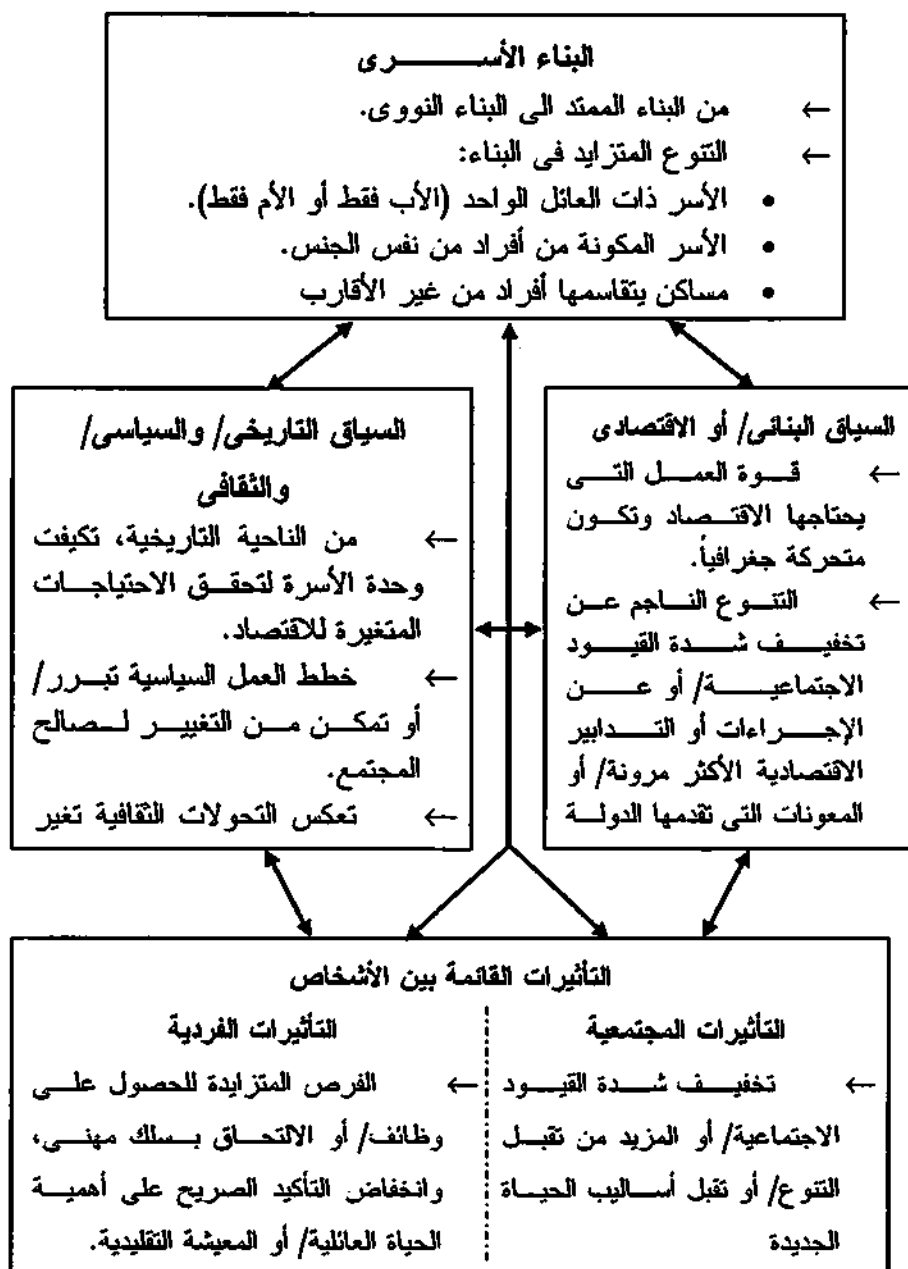 البناء الأسرى
← من البناء الممتد الى البناء النووى.
← التنوع المتزايد فى البناء:
• الأسر ذات العائل الواحد (الأب فقط أو الأم فقط).
• الأسر المكونة من أفراد من نفس الجنس.
• مساكن يتقاسمها أفراد من غير الأقارب
السياق البنائى/ أو الاقتصادى
← قوة العمل التى
يحتاجها الاقتصاد وتكون
متحركة جغرافياً.
← التنوع الناجم عن
تخفيف شدة القيود
الاجتماعية/ أو عن
الإجراءات أو التدابير
الاقتصادية الأكثر مرونة/ أو
المعونات التى تقدمها الدولة
السياق التاريخى/ والسياسى/
والثقافى
← من الناحية التاريخية، تكيفت
وحدة الأسرة لتحقق الاحتياجات
المتغيرة للاقتصاد.
← خطط العمل السياسية تبرر/
أو تمكن من التغيير لصالح
المجتمع.
← تعكس التحولات الثقافية تغير
التأثيرات القائمة بين الأشخاص
التأثيرات المجتمعية
← تخفيف شدة القيود
الاجتماعية/ أو المزيد من تقبل
التنوع/ أو تقبل أساليب الحياة
الجديدة
التأثيرات الفردية
← الفرص المتزايدة للحصول على
وظائف/ أو الالتحاق بسلك مهنى،
وانخفاض التأكيد الصريح على أهمية
الحياة العائلية/ أو المعيشة التقليدية.